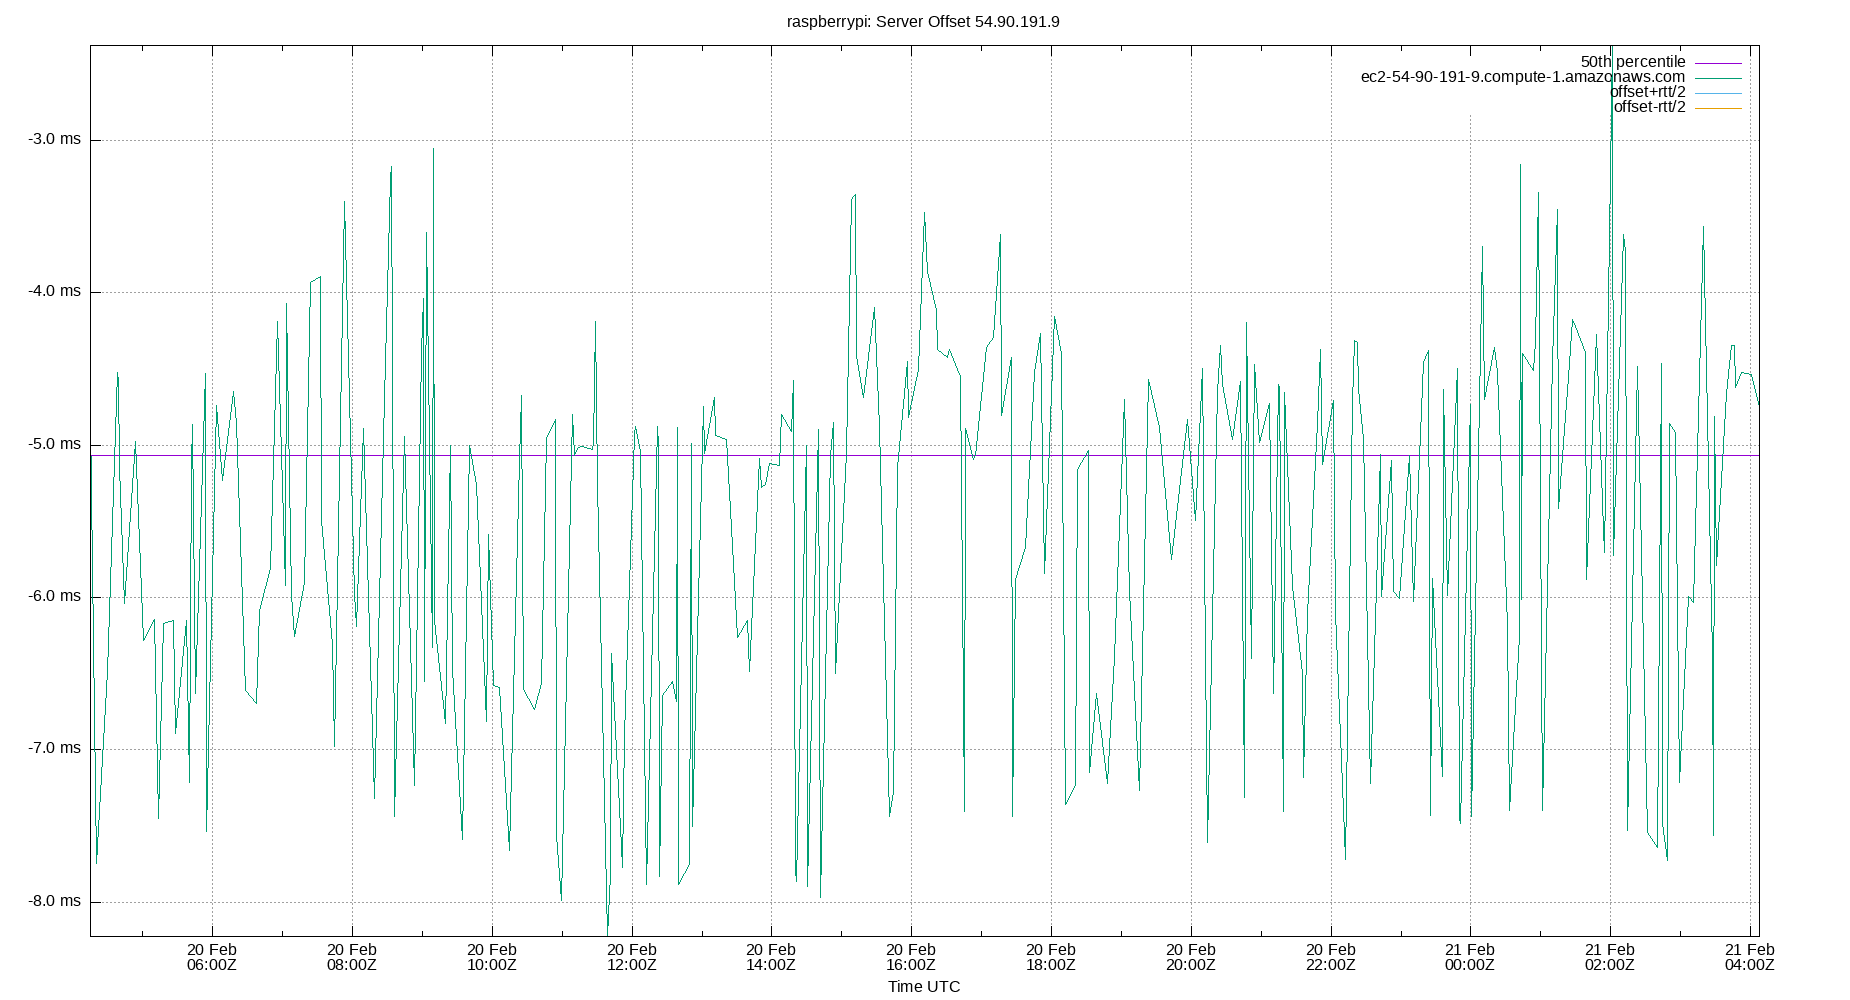 raspberrypi: Server Offset 54.90.191.9
50th percentile
ec2-54-90-191-9.compute-1.amazonaws.com
offset+rtt/2
offset-rtt/2
-3.0 ms
-4.0 ms
-5.0 ms
-6.0 ms
-7.0 ms
-8.0 ms
20 Feb 20 Feb 20 Feb 20 Feb 20 Feb 20 Feb 20 Feb 20 Feb 20 Feb 21 Feb 21 Feb 21 Feb
06:00Z 08:00Z 10:00Z 12:00Z 14:00Z 16:00Z 18:00Z 20:00Z 22:00Z 00:00Z 02:00Z 04:00Z
Time UTC